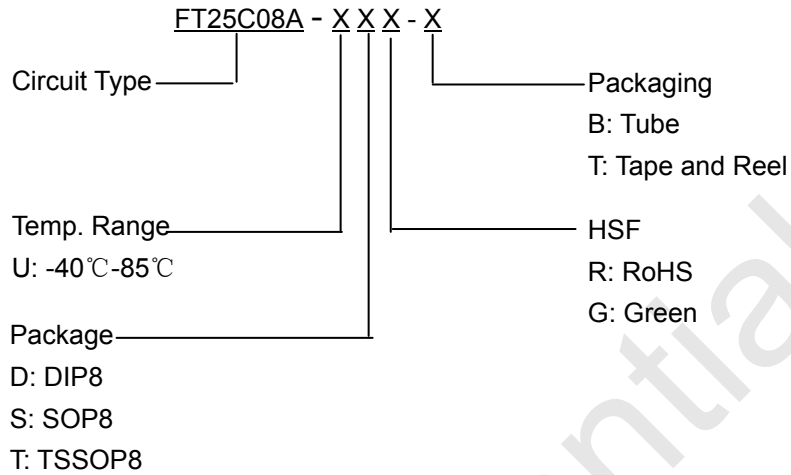 FT25C08A - X X X - X
Circuit Type
Packaging
B: Tube
T: Tape and Reel
Temp. Range
U: -40℃-85℃
HSF
R: RoHS
G: Green
Package
D: DIP8
S: SOP8
T: TSSOP8
ntial